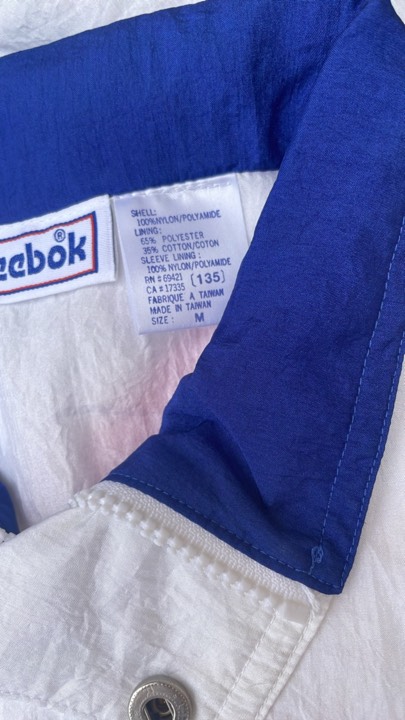 eebok®
SHELL:
100%NYLON/POLYAMIDE
LINING:
65% POLYESTER
35% COTTON/COTON
SLEEVE LINING:
100% NYLON/POLYAMIDE
RN#69421 [135]
CA#17335
FABRIQUE A TAIWAN
MADE IN TAIWAN
SIZE: M